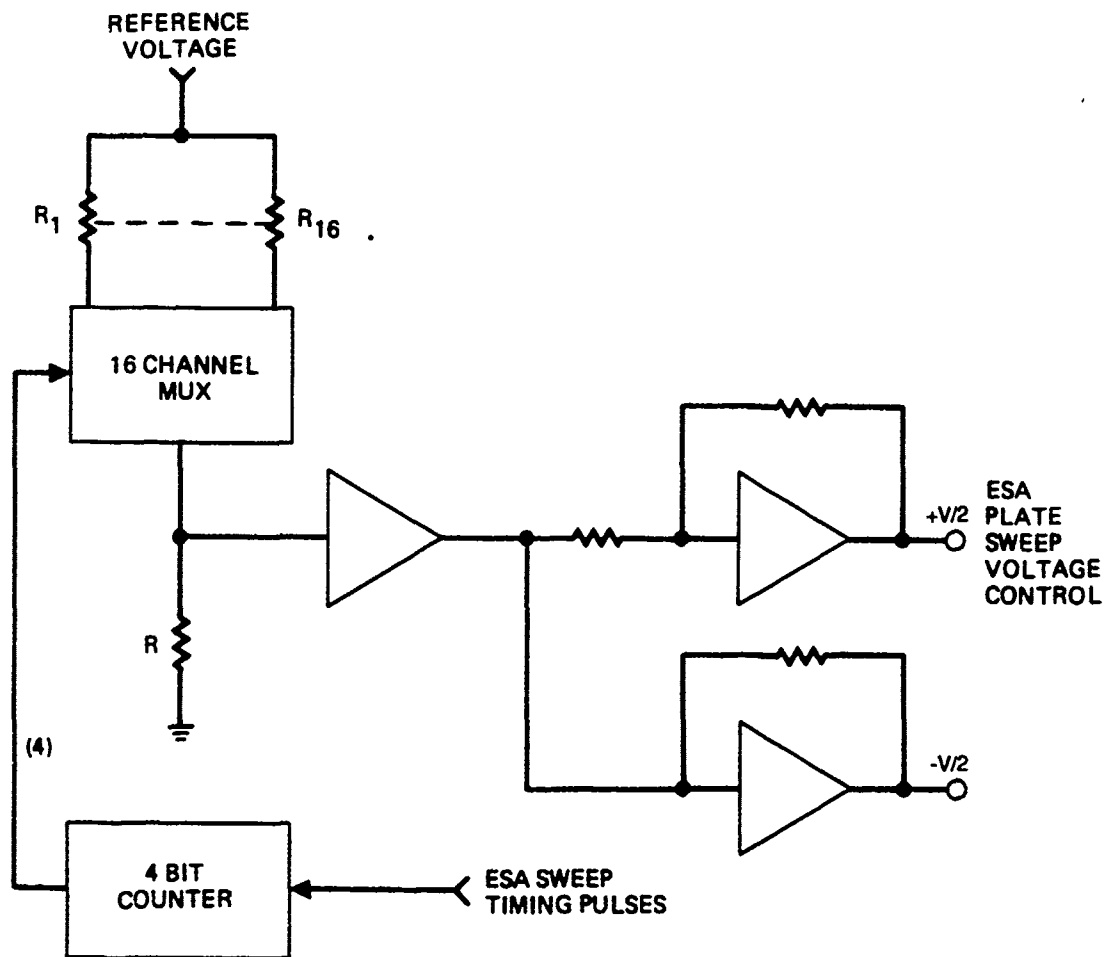 REFERENCE
VOLTAGE
R1
R16
16 CHANNEL
MUX
R
(4)
4 BIT
COUNTER
ESA SWEEP
TIMING PULSES
+V/2
ESA
PLATE
SWEEP
VOLTAGE
CONTROL
-V/2